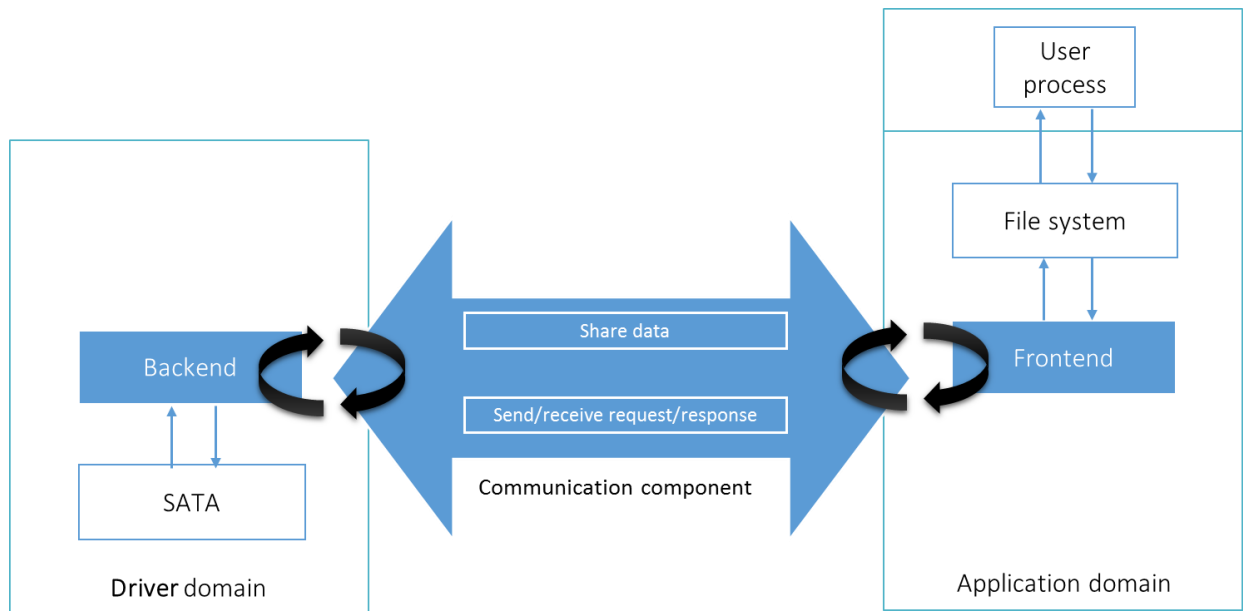 User
process
File system
Share data
Backend
Frontend
Send/receive request/response
Communication component
SATA
Driver domain
Application domain